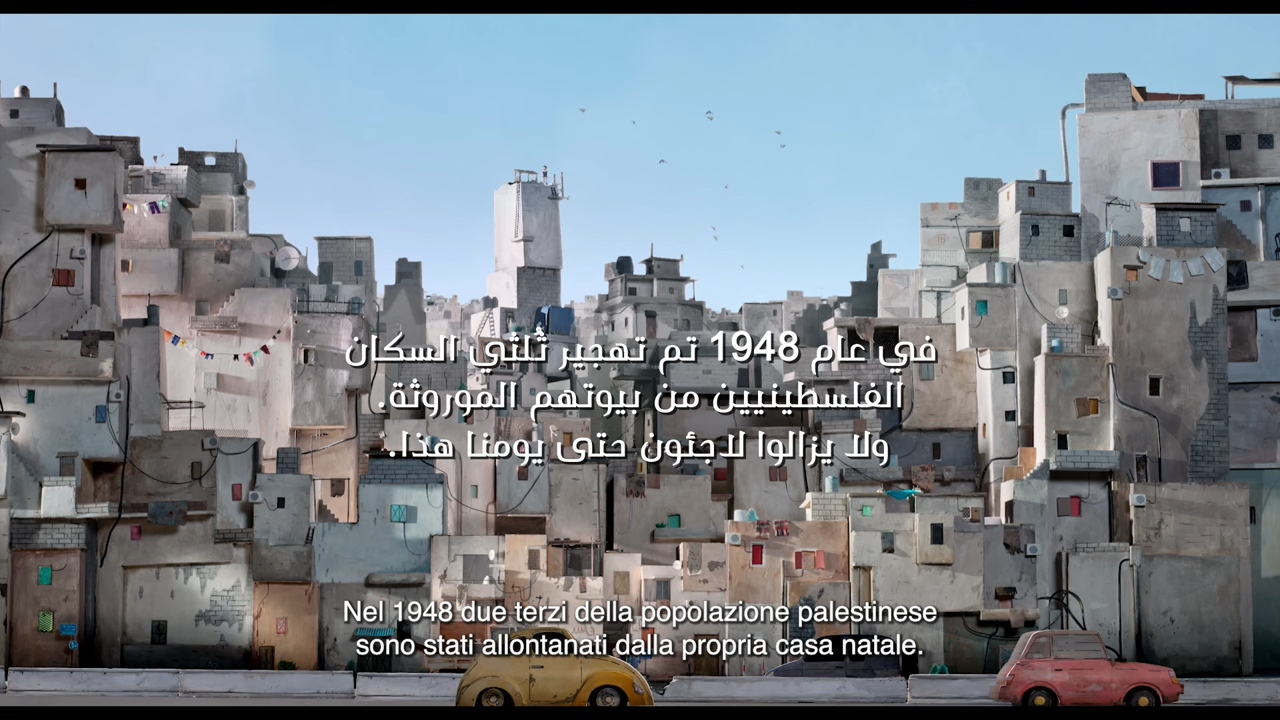 في عام 1948 تم تهجير ثُلثي السكان
الفلسطينيين من بيوتهم الموروثة.
ولا يزالوا لاجئون حتى يومنا هذا.
Nel 1948 due terzi della popolazione palestinese
sono stati allontanati dalla propria casa natale.